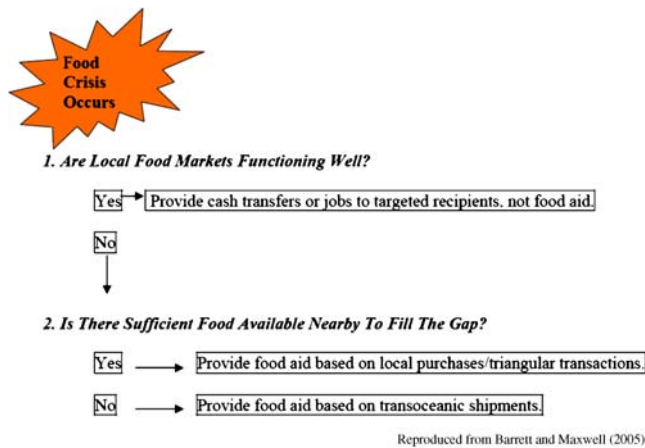 Food
Crisis
Occurs
1. Are Local Food Markets Functioning Well?
Yes Provide cash transfers or jobs to targeted recipients, not food aid.
No
2. Is There Sufficient Food Available Nearby To Fill The Gap?
Yes Provide food aid based on local purchases/triangular transactions.
No Provide food aid based on transoceanic shipments.
Reproduced from Barrett and Maxwell (2005)